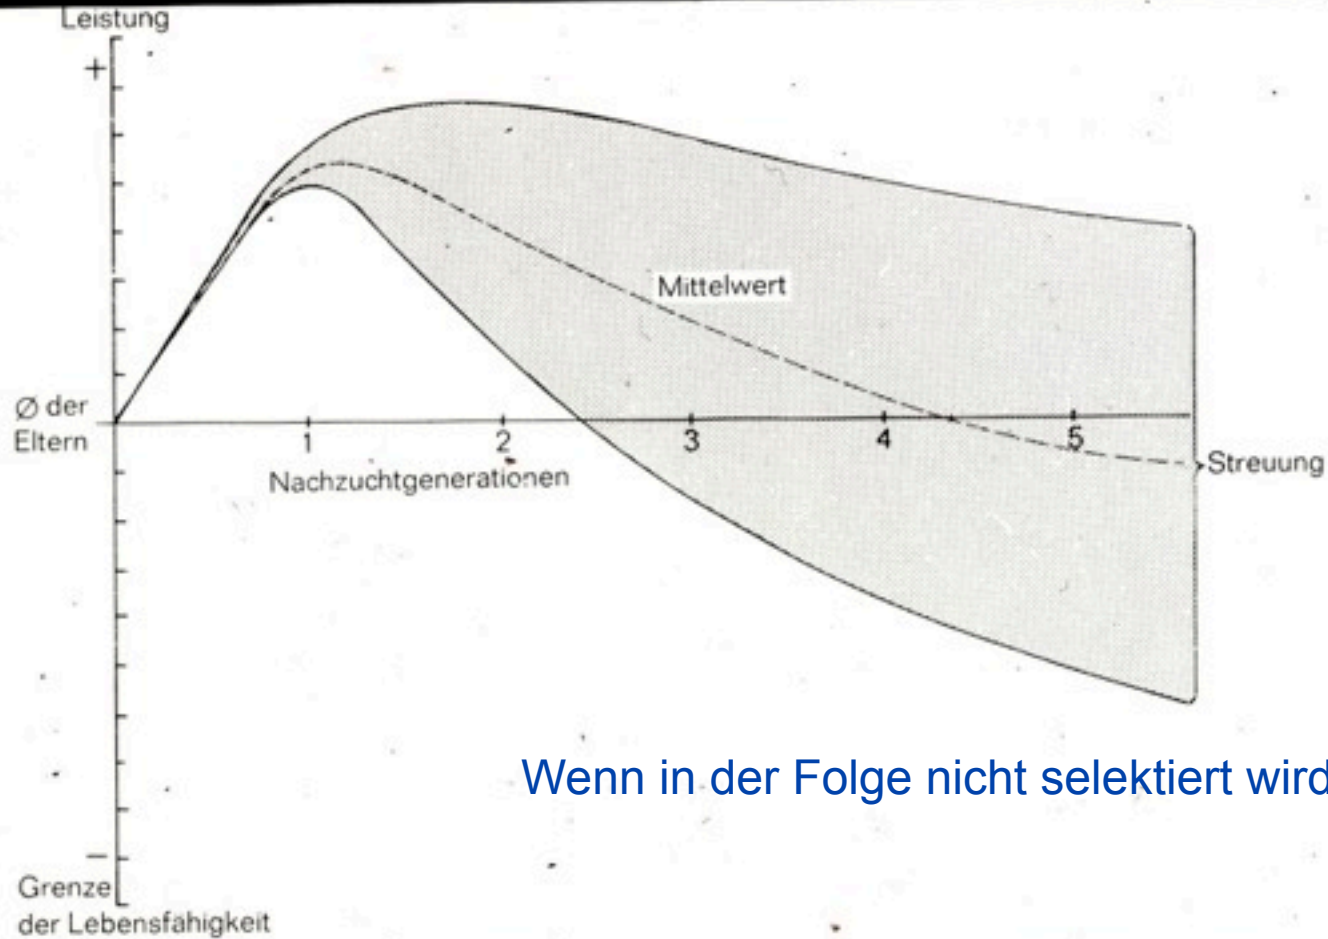 Leistung
+
Mittelwert
Ø der
Eltern
1
2
3
4
5
Nachzuchtgenerationen
Streuung
Wenn in der Folge nicht selektiert wird
−
Grenze
der Lebensfähigkeit